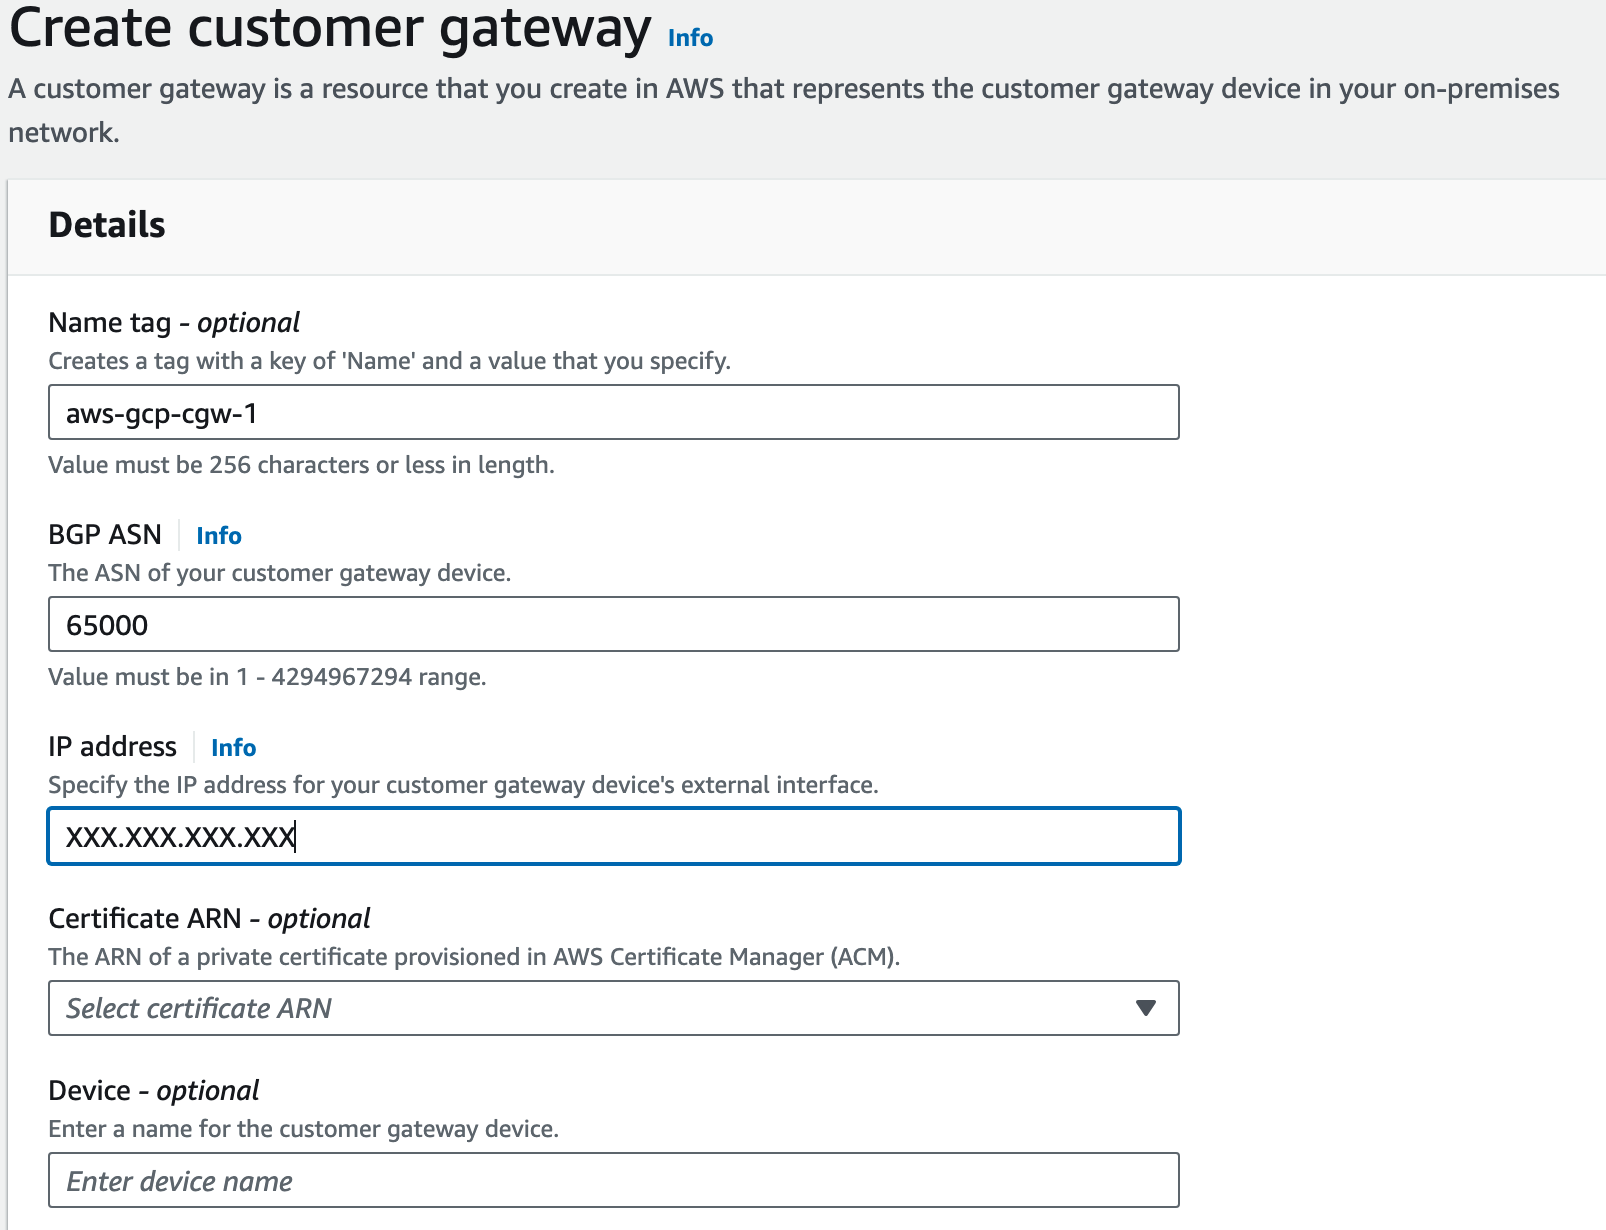 Create customer gateway Info
A customer gateway is a resource that you create in AWS that represents the customer gateway device in your on-premises
network.
Details
Name tag - optional
Creates a tag with a key of 'Name' and a value that you specify.
aws-gcp-cgw-1
Value must be 256 characters or less in length.
BGP ASN Info
The ASN of your customer gateway device.
65000
Value must be in 1 - 4294967294 range.
IP address Info
Specify the IP address for your customer gateway device's external interface.
XXX.XXX.XXX.XXX
Certificate ARN - optional
The ARN of a private certificate provisioned in AWS Certificate Manager (ACM).
Select certificate ARN
Device - optional
Enter a name for the customer gateway device.
Enter device name